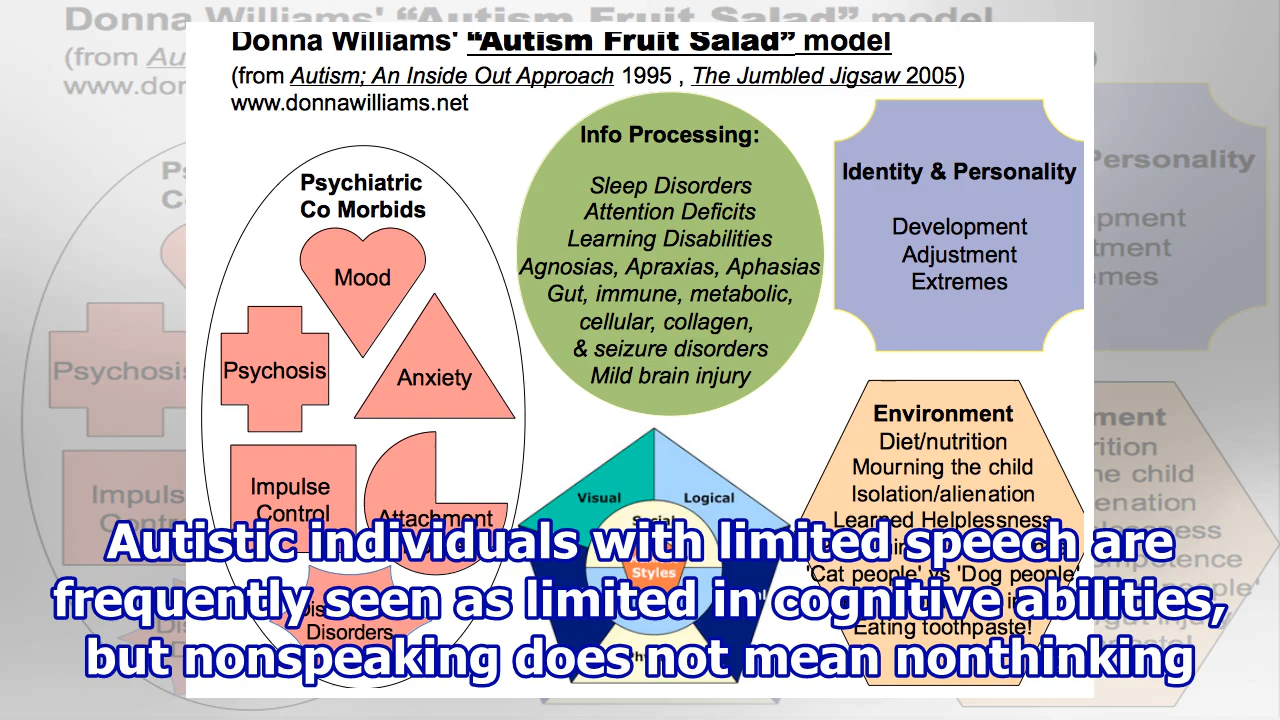 Donna Williams' “Autism Fruit Salad” model
(from Autism; An Inside Out Approach 1995 , The Jumbled Jigsaw 2005)
www.donnawilliams.net
Psychiatric
Co Morbids
Mood
Psychosis
Anxiety
Impulse
Control
Attachment
Disorders
Info Processing:
Sleep Disorders
Attention Deficits
Learning Disabilities
Agnosias, Apraxias, Aphasias
Gut, immune, metabolic,
cellular, collagen,
& seizure disorders
Mild brain injury
Identity & Personality
Development
Adjustment
Extremes
Visual
Logical
Social
Styles
Environment
Diet/nutrition
Mourning the child
Isolation/alienation
Learned Helplessness
'Cat people' vs 'Dog people'
Eating toothpaste!
Autistic individuals with limited speech are
frequently seen as limited in cognitive abilities,
but nonspeaking does not mean nonthinking